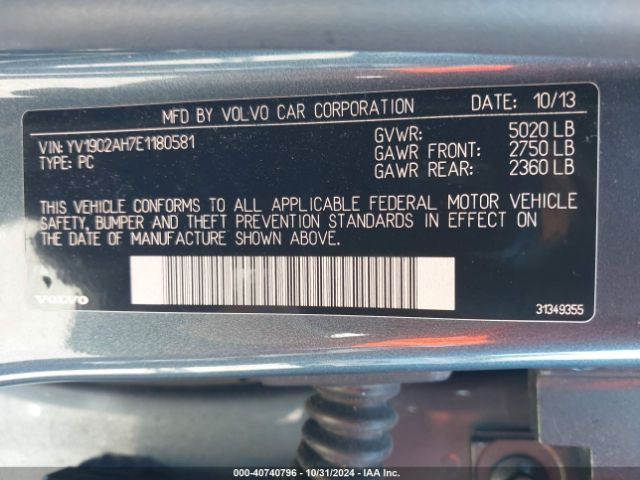 MFD BY VOLVO CAR CORPORATION DATE: 10/13
VIN: YV1902AH7E1180581 GVWR: 5020 LB
TYPE: PC GAWR FRONT: 2750 LB
GAWR REAR: 2360 LB
THIS VEHICLE CONFORMS TO ALL APPLICABLE FEDERAL MOTOR VEHICLE
SAFETY, BUMPER AND THEFT PREVENTION STANDARDS IN EFFECT ON
THE DATE OF MANUFACTURE SHOWN ABOVE.
VOLVO 31349355
000-40740796 - 10/31/2024 - IAA Inc.